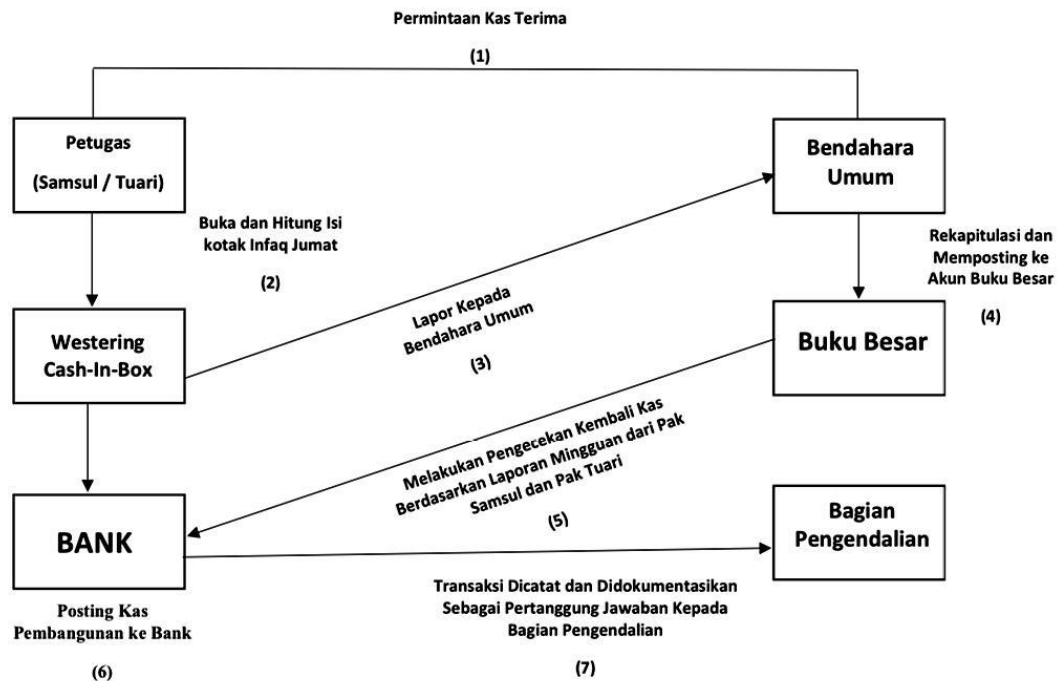 Permintaan Kas Terima
(1)
Petugas
(Samsul / Tuari)
Bendahara
Umum
Buka dan Hitung Isi
kotak Infaq Jumat
(2)
Rekapitulasi dan
Memposting ke
Akun Buku Besar
(4)
Lapor Kepada
Bendahara Umum
(3)
Westering
Cash-In-Box
Buku Besar
Melakukan Pengecekan Kembali Kas
Berdasarkan Laporan Mingguan dari Pak
Samsul dan Pak Tuari
(5)
BANK
Bagian
Pengendalian
Posting Kas
Pembangunan ke Bank
(6)
Transaksi Dicatat dan Didokumentasikan
Sebagai Pertanggung Jawaban Kepada
Bagian Pengendalian
(7)